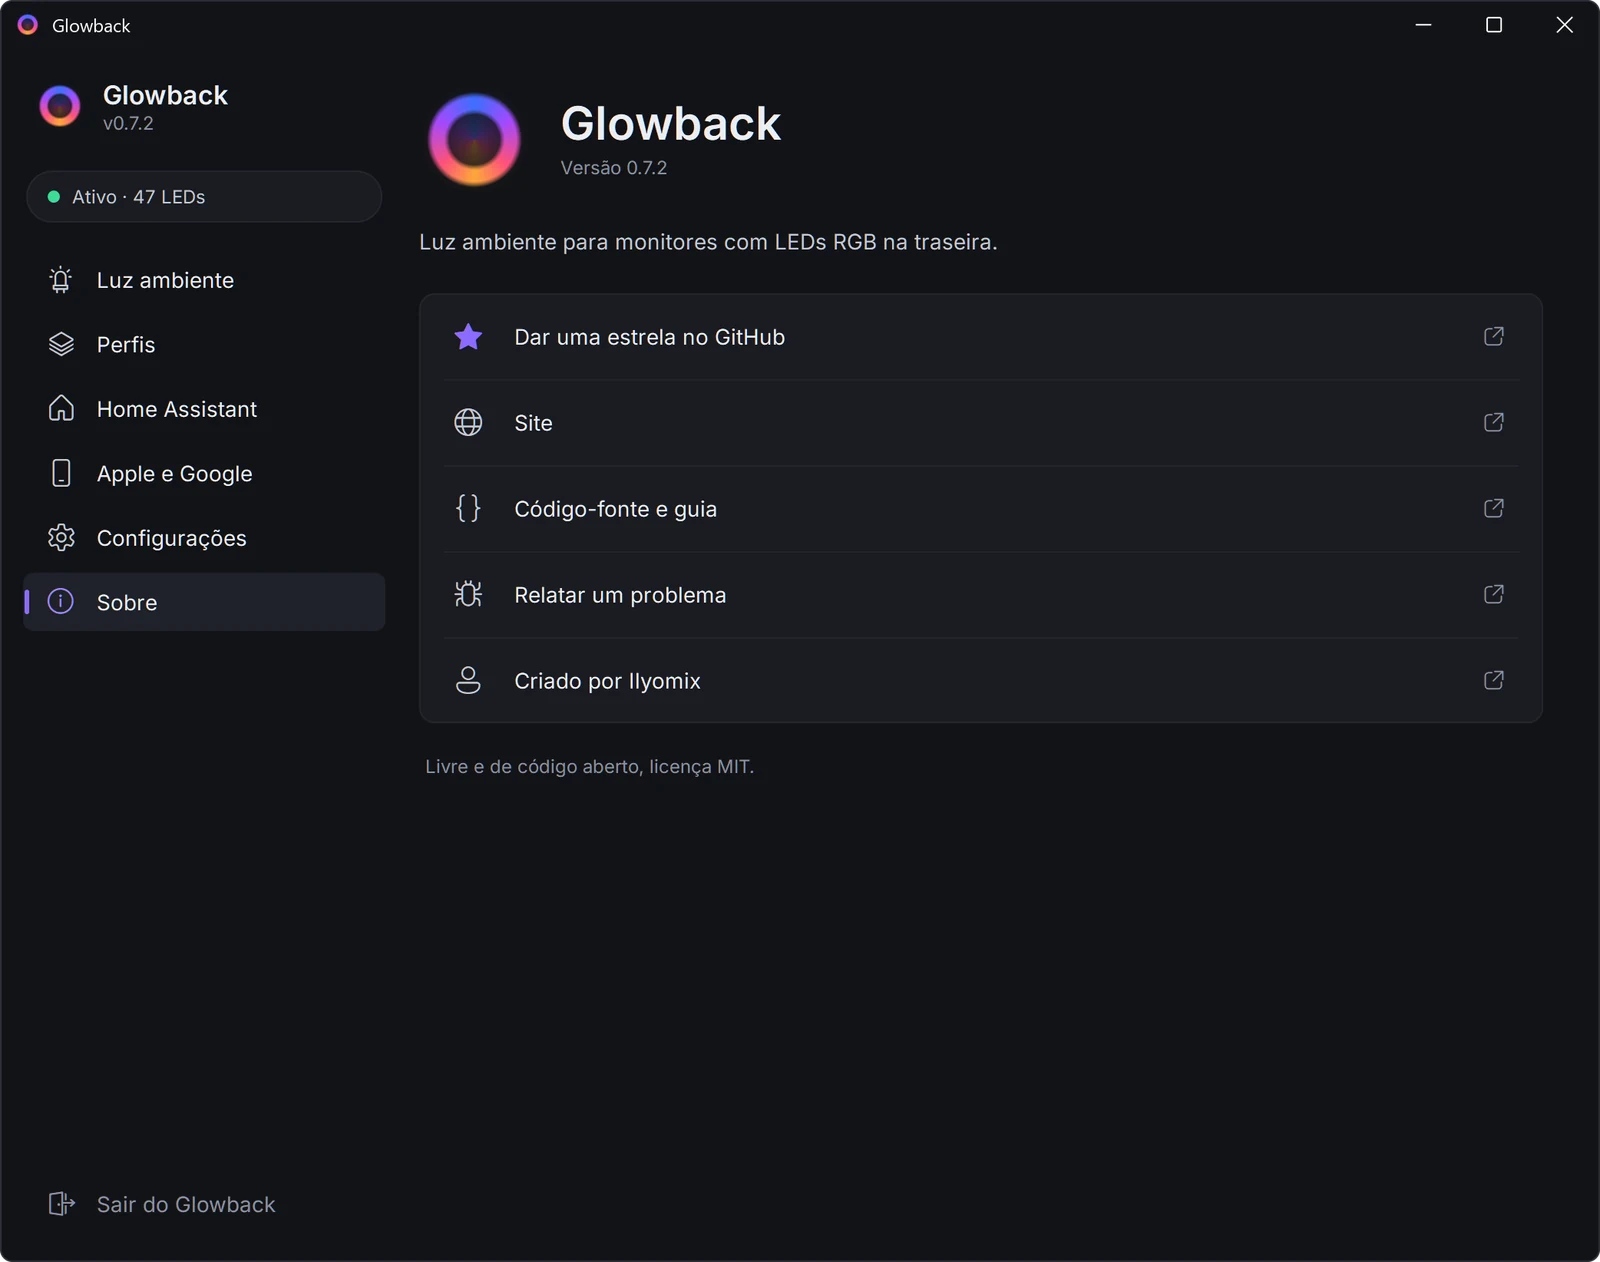 Glowback
Glowback
v0.7.2
Ativo · 47 LEDs
Luz ambiente
Perfis
Home Assistant
Apple e Google
Configurações
Sobre
Sair do Glowback
Glowback
Versão 0.7.2
Luz ambiente para monitores com LEDs RGB na traseira.
Dar uma estrela no GitHub
Site
Código-fonte e guia
Relatar um problema
Criado por Ilyomix
Livre e de código aberto, licença MIT.